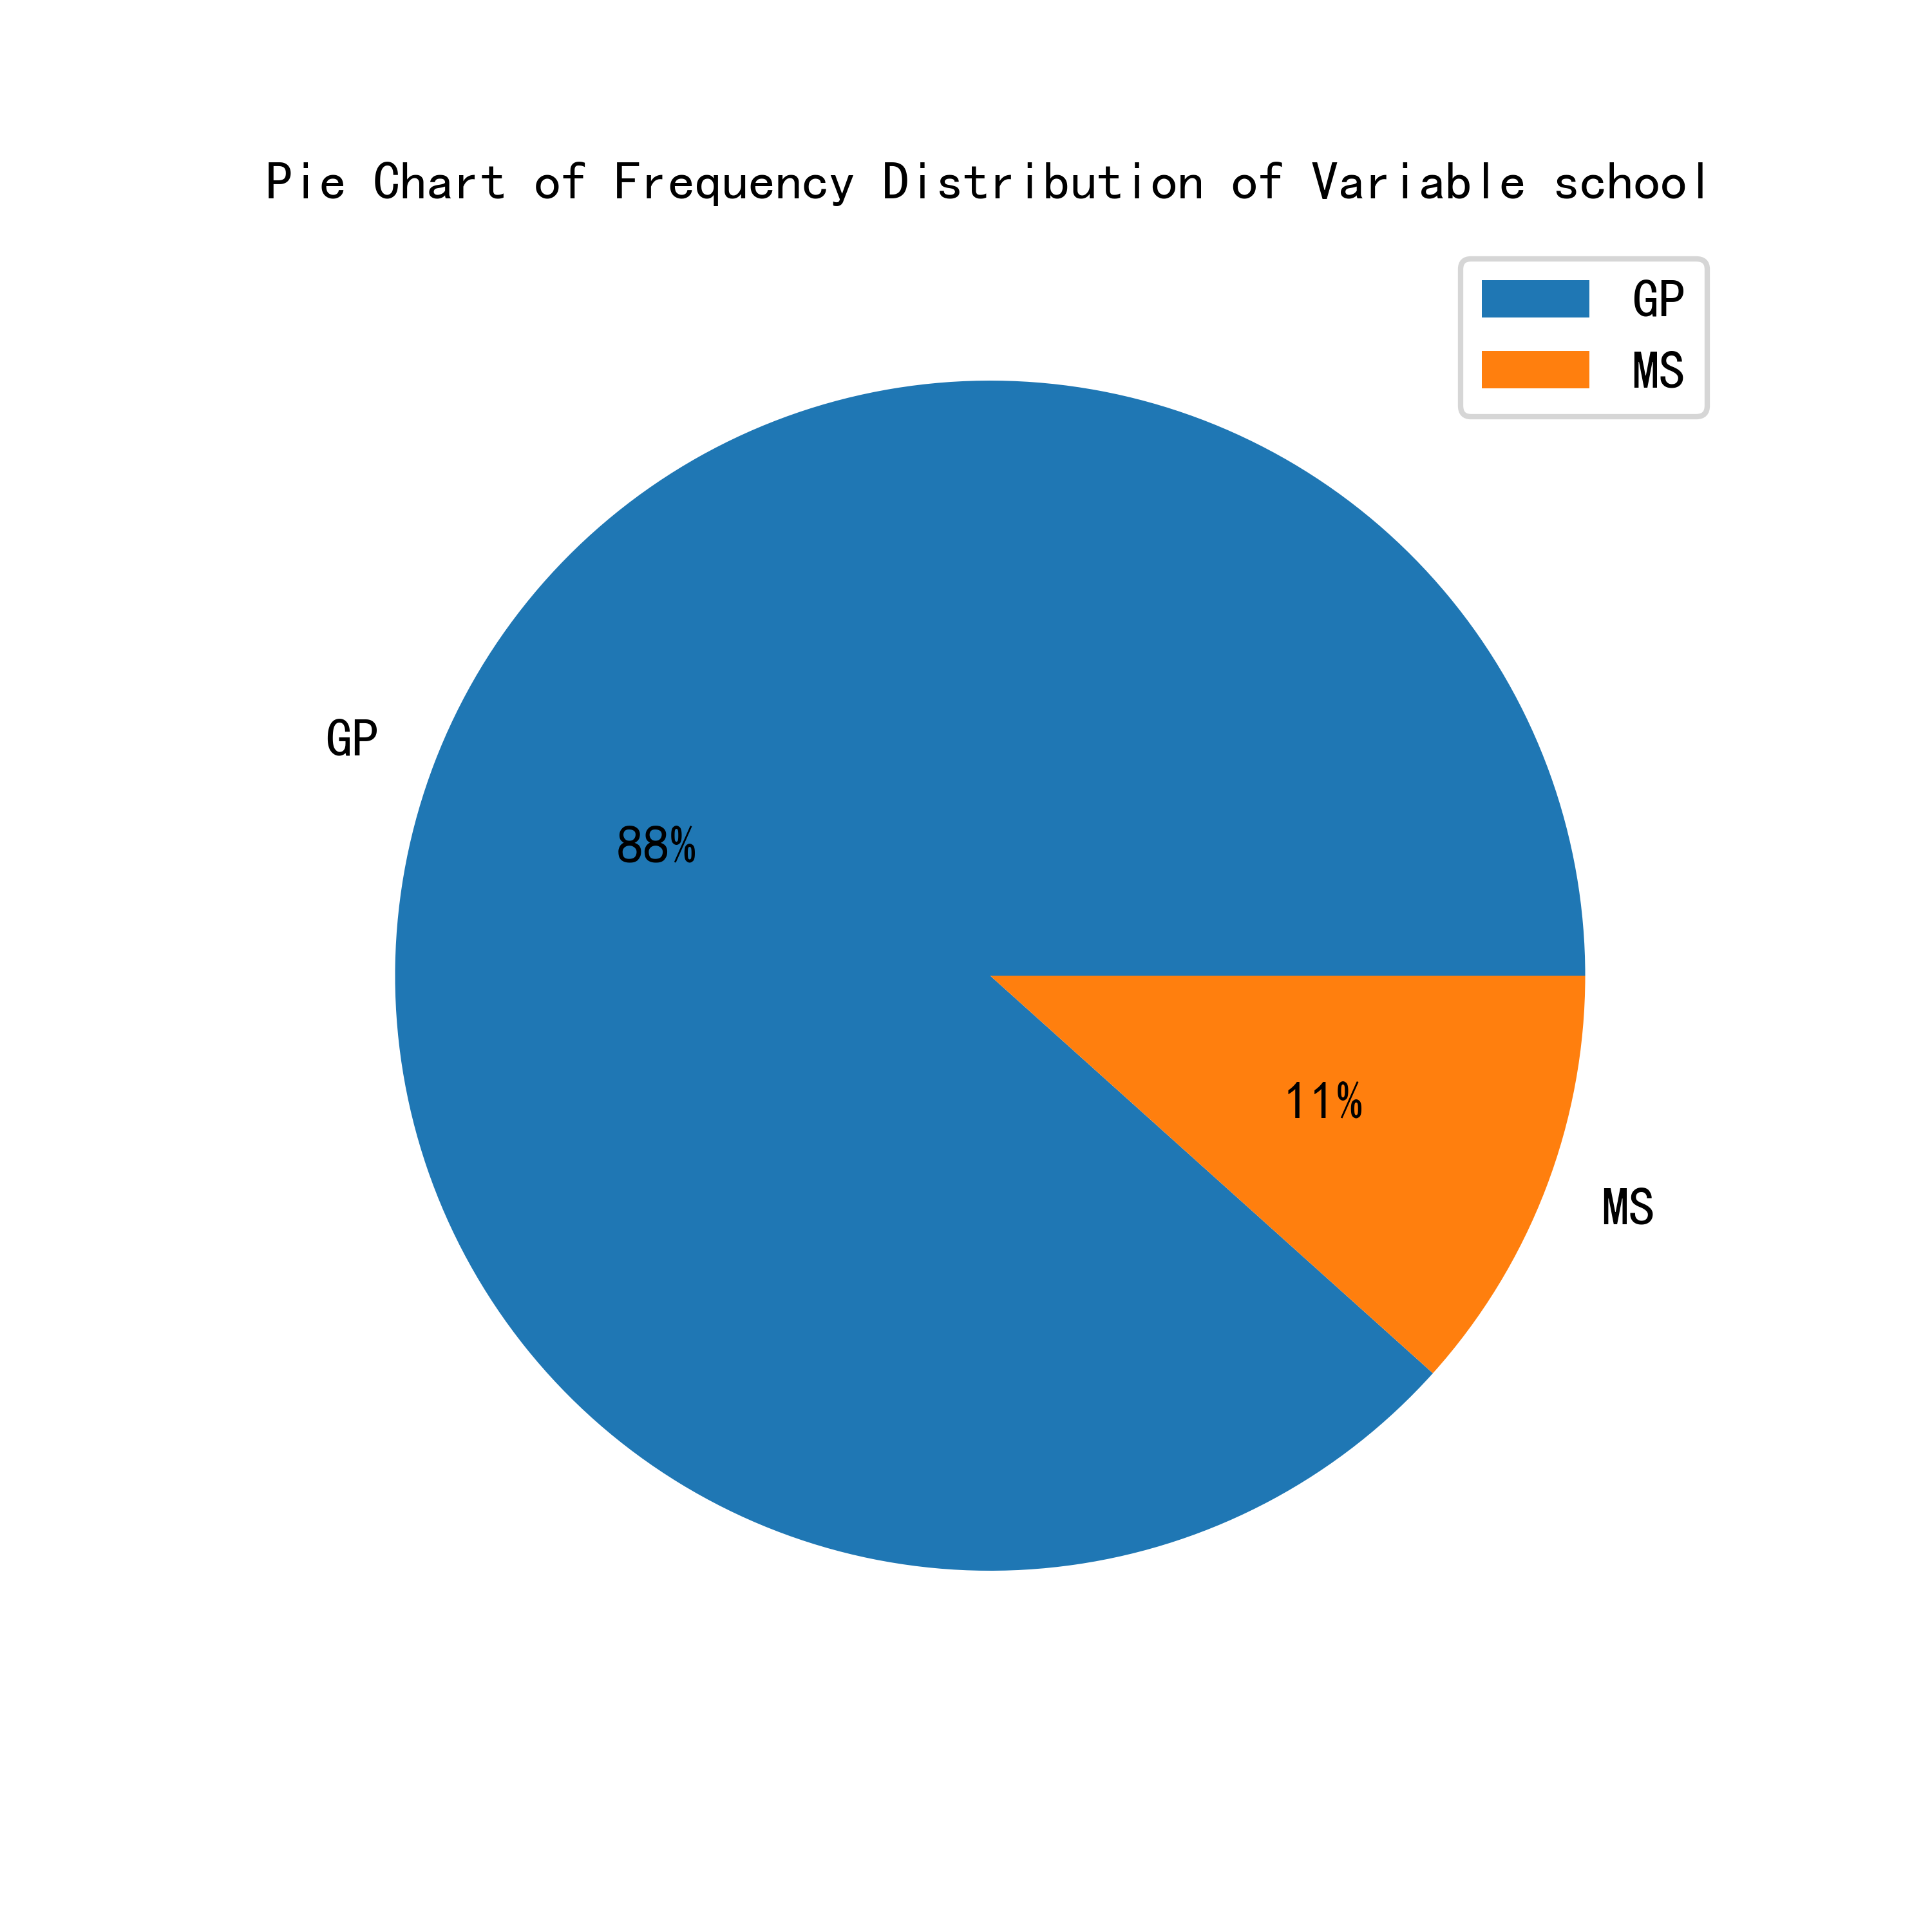 Pie Chart of Frequency Distribution of Variable school
GP
MS
GP
88%
11%
MS